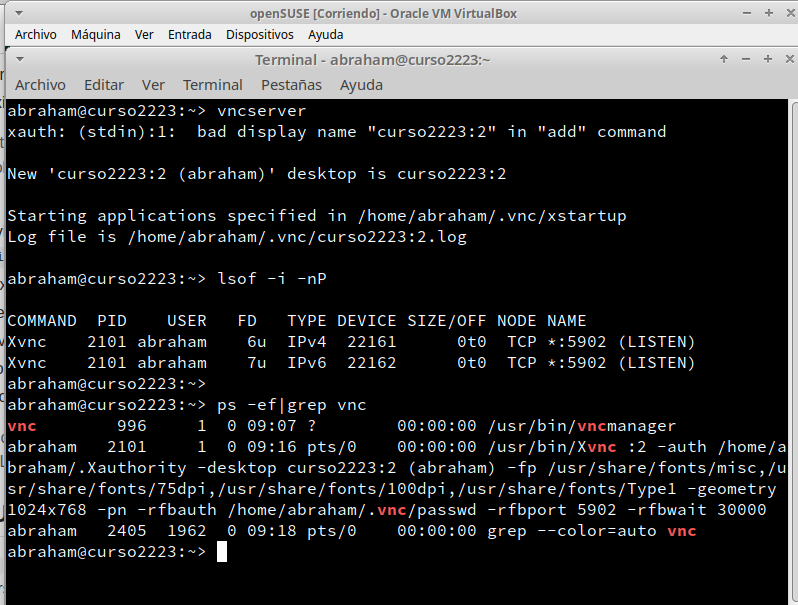 openSUSE [Corriendo] - Oracle VM VirtualBox
Archivo Máquina Ver Entrada Dispositivos Ayuda
Terminal - abraham@curso2223:~
Archivo Editar Ver Terminal Pestañas Ayuda
abraham@curso2223:~> vncserver
xauth: (stdin):1:  bad display name "curso2223:2" in "add" command
New 'curso2223:2 (abraham)' desktop is curso2223:2
Starting applications specified in /home/abraham/.vnc/xstartup
Log file is /home/abraham/.vnc/curso2223:2.log
abraham@curso2223:~> lsof -i -nP
COMMAND  PID    USER   FD   TYPE DEVICE SIZE/OFF NODE NAME
Xvnc    2101 abraham    6u  IPv4  22161      0t0  TCP *:5902 (LISTEN)
Xvnc    2101 abraham    7u  IPv6  22162      0t0  TCP *:5902 (LISTEN)
abraham@curso2223:~>
abraham@curso2223:~> ps -ef|grep vnc
vnc        996     1  0 09:07 ?        00:00:00 /usr/bin/vncmanager
abraham   2101     1  0 09:16 pts/0    00:00:00 /usr/bin/Xvnc :2 -auth /home/a
braham/.Xauthority -desktop curso2223:2 (abraham) -fp /usr/share/fonts/misc,/u
sr/share/fonts/75dpi,/usr/share/fonts/100dpi,/usr/share/fonts/Type1 -geometry
1024x768 -pn -rfbauth /home/abraham/.vnc/passwd -rfbport 5902 -rfbwait 30000
abraham   2405  1962  0 09:18 pts/0    00:00:00 grep --color=auto vnc
abraham@curso2223:~>